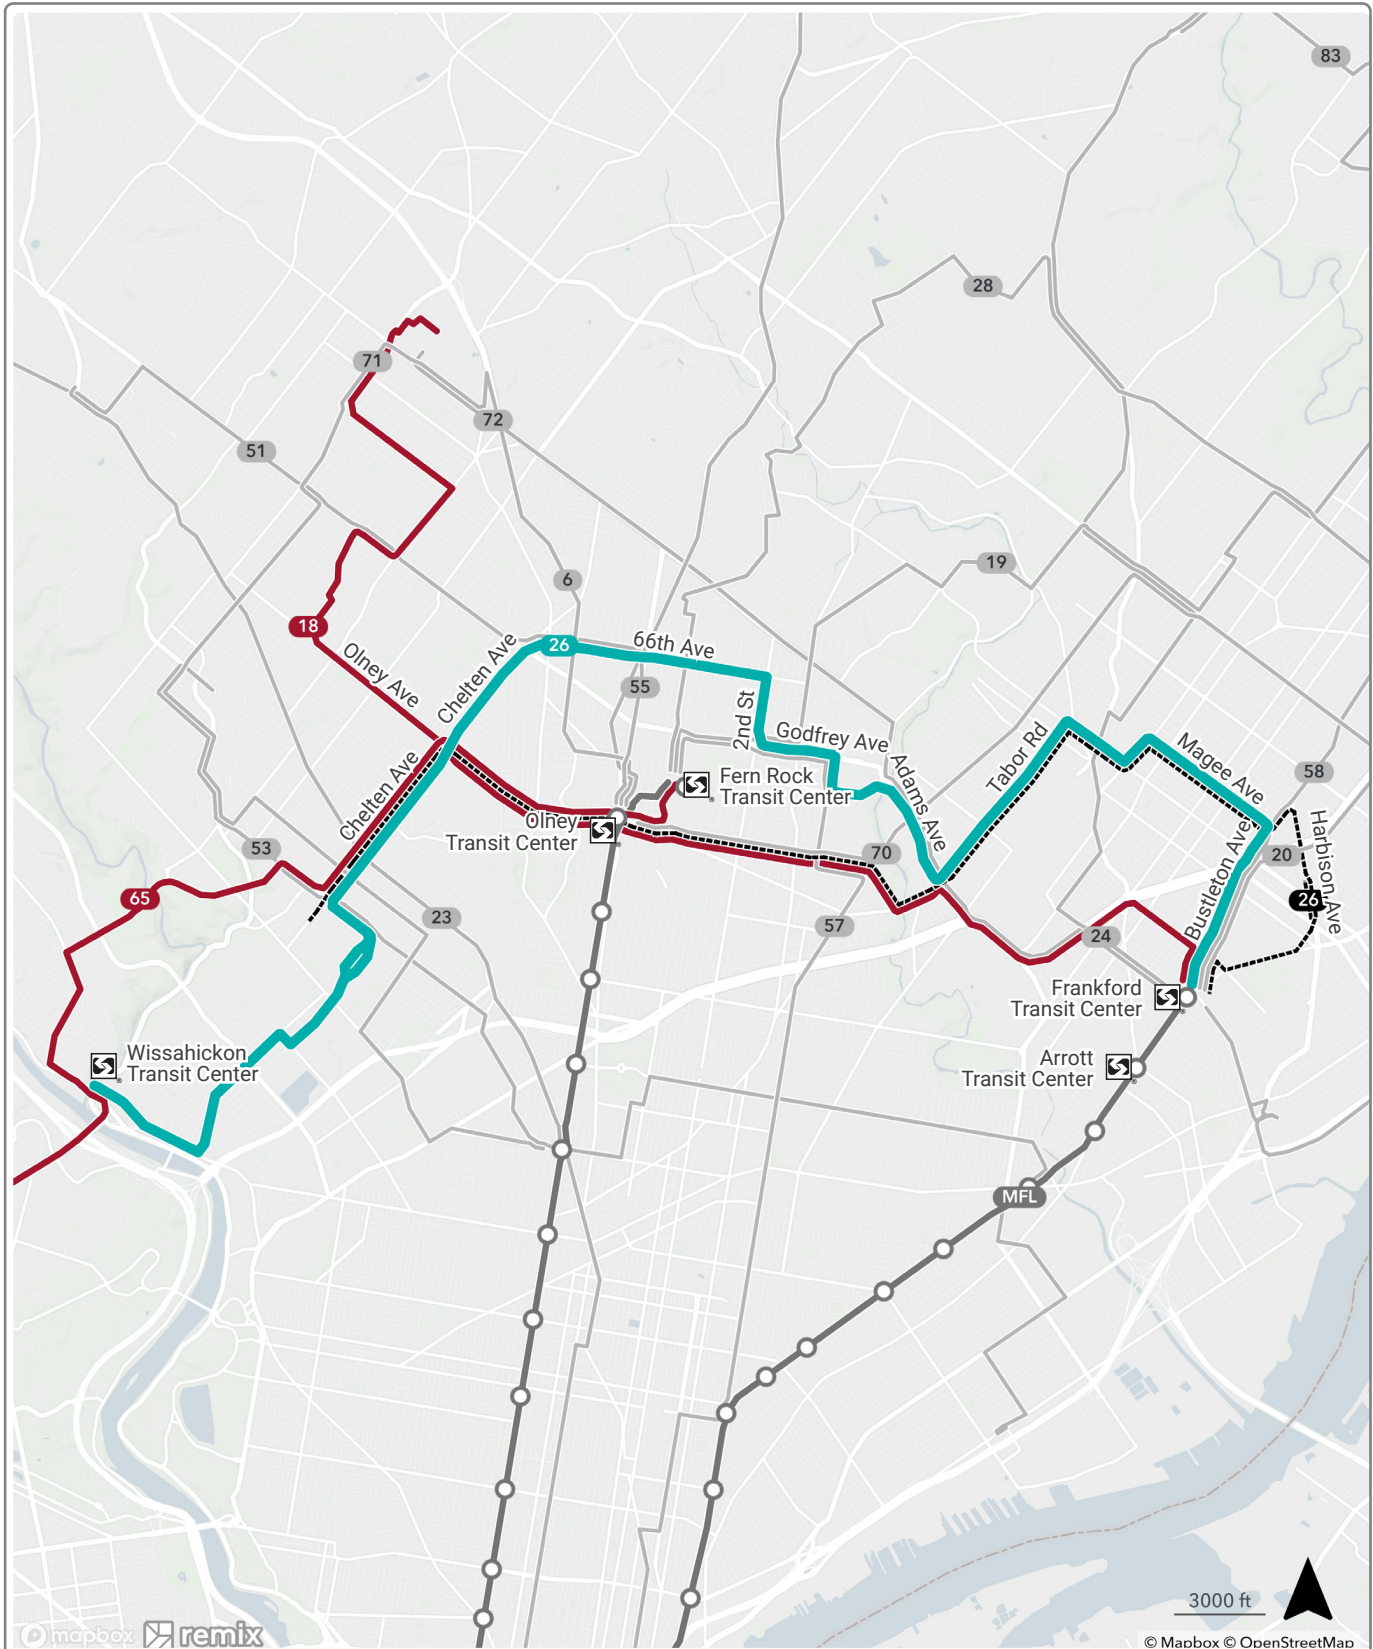 83
28
71
72
51
19
6
18
Olney Ave
Chelten Ave
26
66th Ave
55
2nd St
Godfrey Ave
Adams Ave
Tabor Rd
Magee Ave
58
Chelten Ave
Fern Rock
Transit Center
Olney
Transit Center
53
70
20
Harbison Ave
Bustleton Ave
26
65
23
57
24
Frankford
Transit Center
Wissahickon
Transit Center
Arrott
Transit Center
MFL
3000 ft
mapbox
remix
© Mapbox © OpenStreetMap